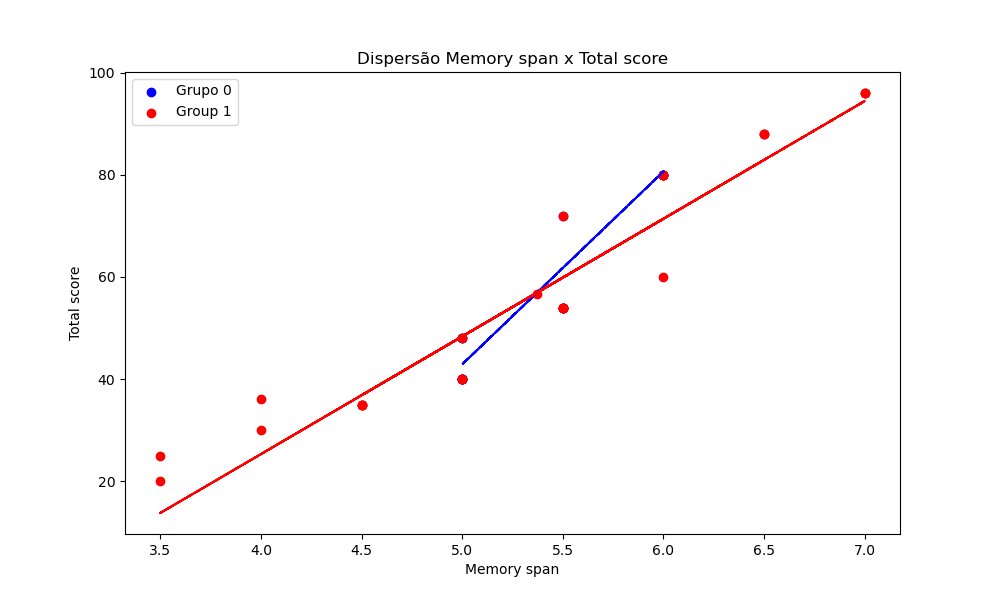 Dispersão Memory span x Total score
Grupo 0
Group 1
Total score
100
80
60
40
20
3.5 4.0 4.5 5.0 5.5 6.0 6.5 7.0
Memory span